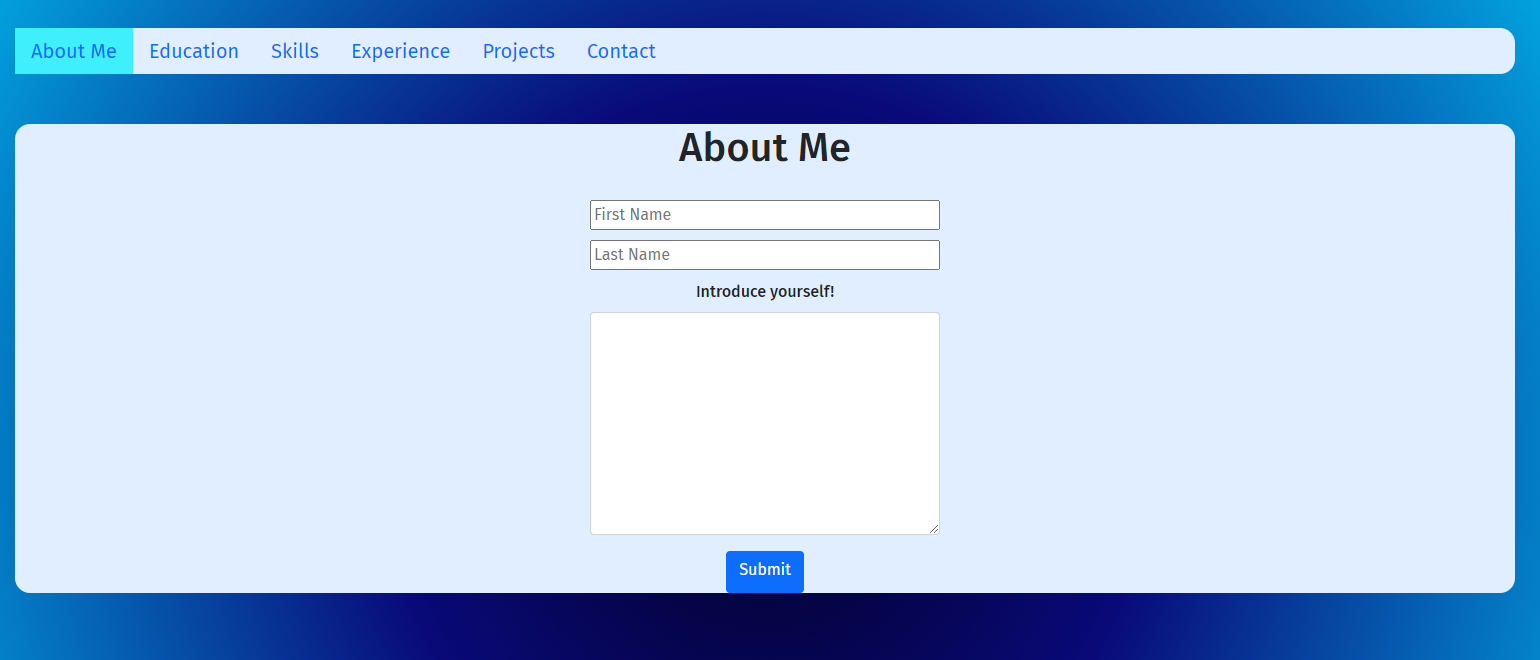 About Me Education Skills Experience Projects Contact
About Me
First Name
Last Name
Introduce yourself!
Submit